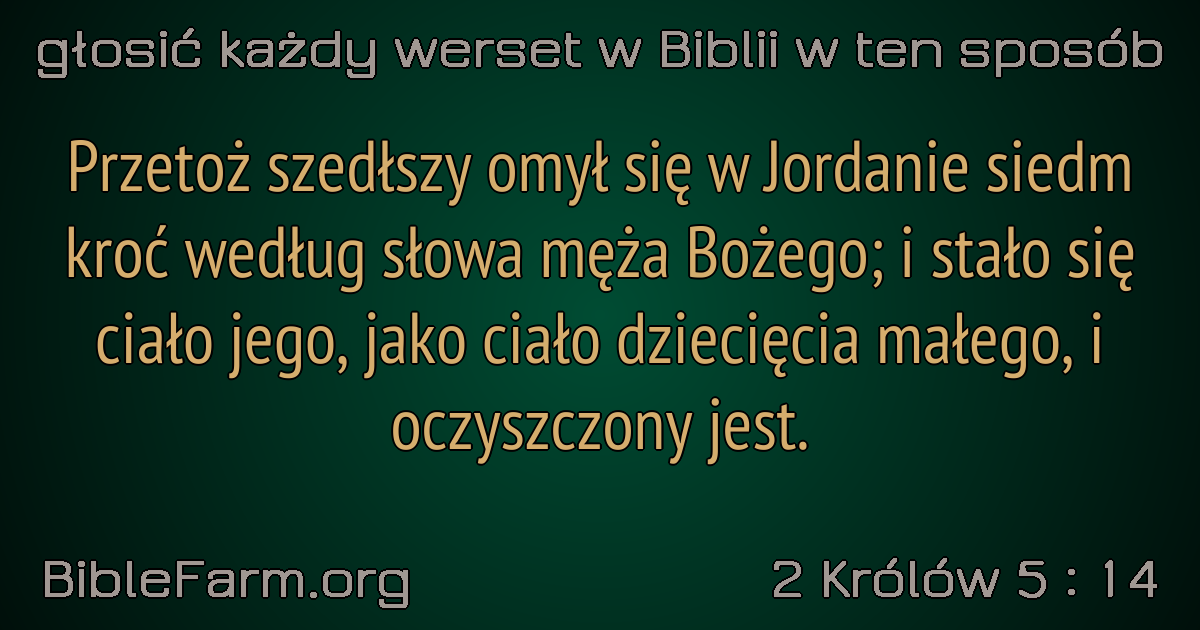 głosić każdy werset w Biblii w ten sposób
Przetoż szedłszy omył się w Jordanie siedm
kroć według słowa męża Bożego; i stało się
ciało jego, jako ciało dziecięcia małego, i
oczyszczony jest.
BibleFarm.org
2 Królów 5 : 14